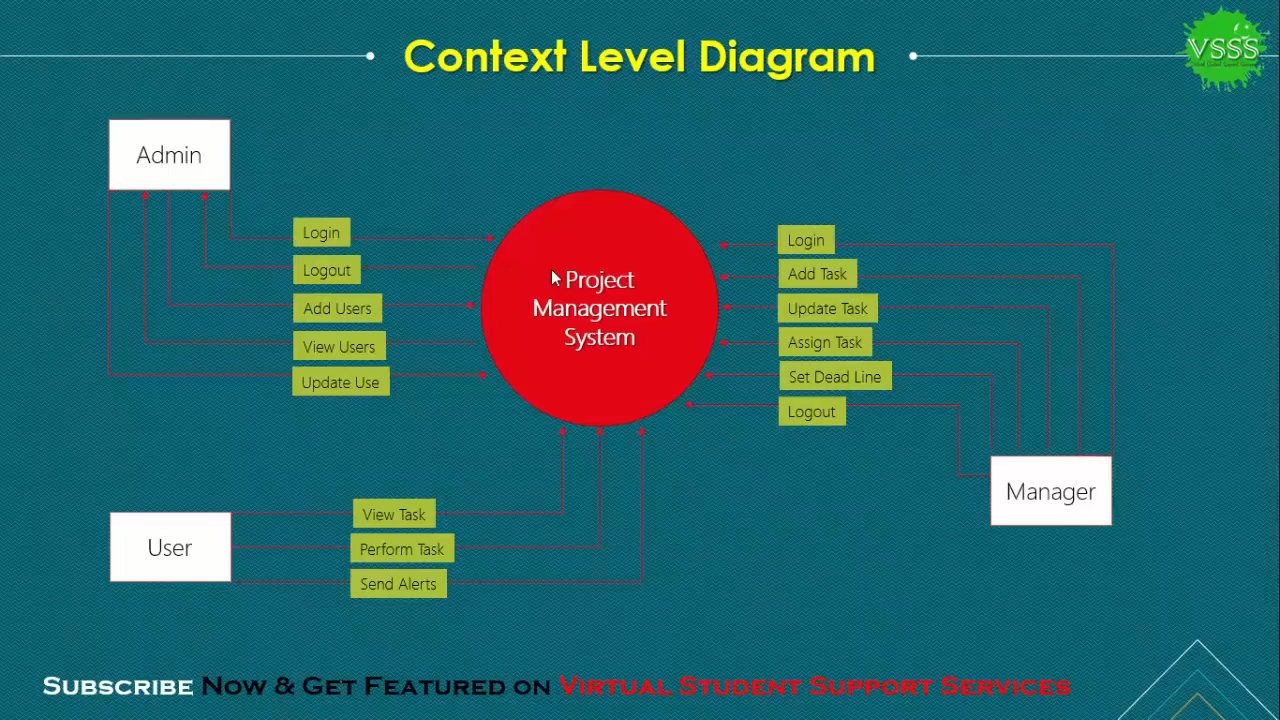 Context Level Diagram
VSSS
Admin
Login
Logout
Add Users
View Users
Update Use
Project
Management
System
Login
Add Task
Update Task
Assign Task
Set Dead Line
Logout
Manager
User
View Task
Perform Task
Send Alerts
Subscribe Now & Get Featured on Virtual Student Support Services